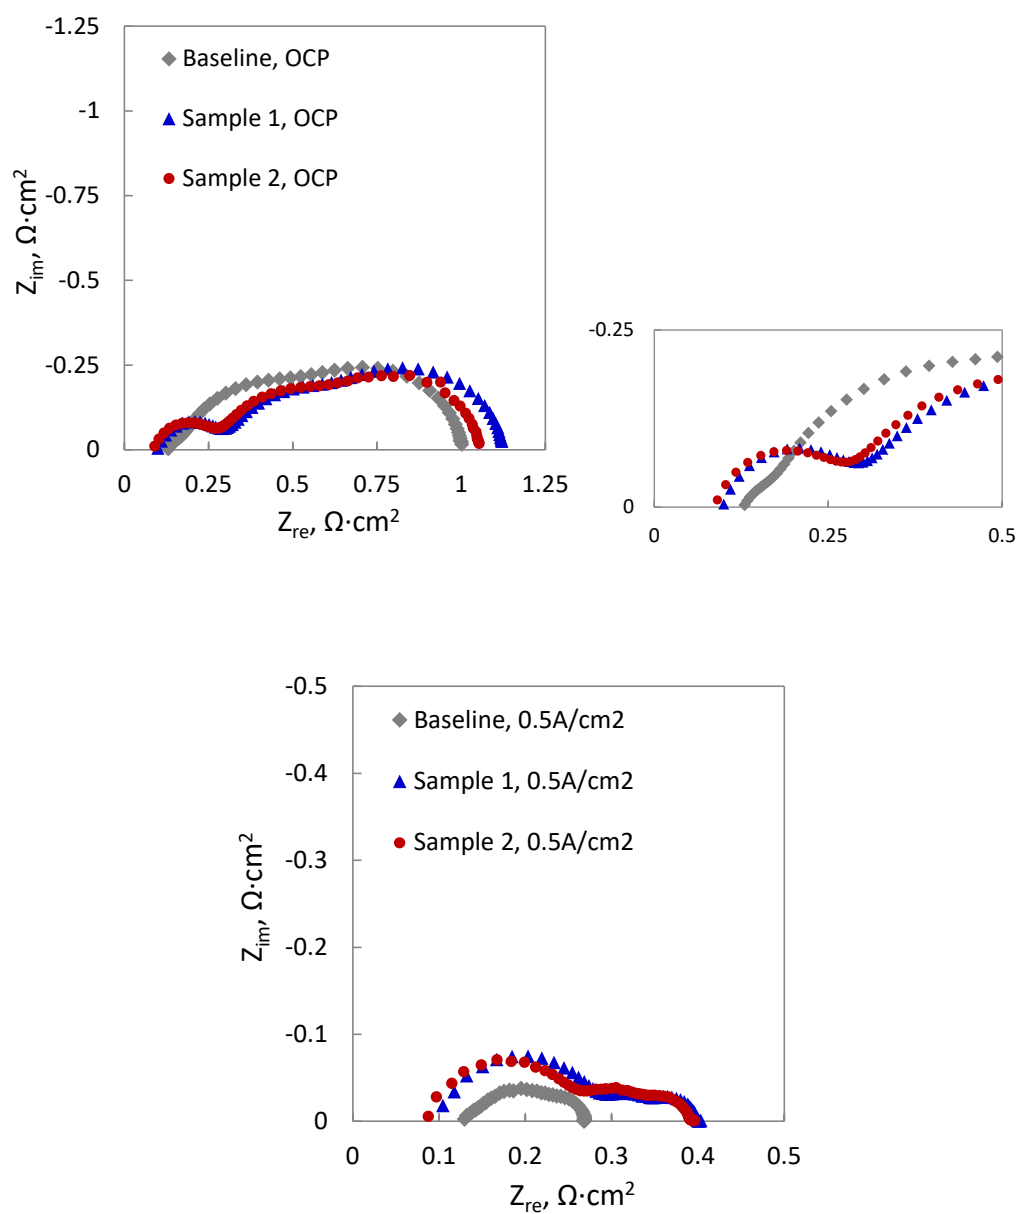 -1.25
-1
-0.75
-0.5
-0.25
0
Z_im, Ω·cm²
Baseline, OCP
Sample 1, OCP
Sample 2, OCP
0 0.25 0.5 0.75 1 1.25
Z_re, Ω·cm²
-0.25
0
0 0.25 0.5
-0.5
-0.4
-0.3
-0.2
-0.1
0
Z_im, Ω·cm²
Baseline, 0.5A/cm2
Sample 1, 0.5A/cm2
Sample 2, 0.5A/cm2
0 0.1 0.2 0.3 0.4 0.5
Z_re, Ω·cm²